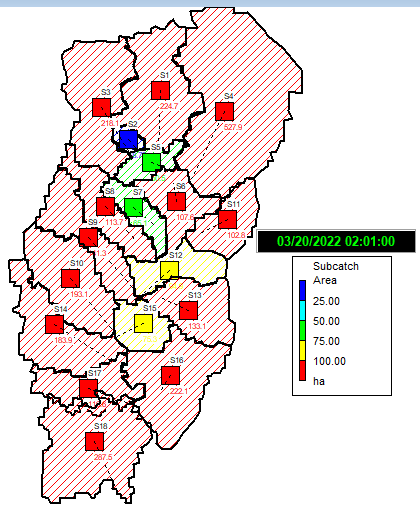 S1
224.7
S3
218.1
S4
627.9
S2
S5
S6
107.6
S7
S8
113.7
S11
102.8
S9
03/20/2022 02:01:00
S12
S10
193.1
Subcatch
Area
25.00
50.00
75.00
100.00
ha
S13
133.1
S14
183.9
S15
S16
222.1
S17
S18
287.5